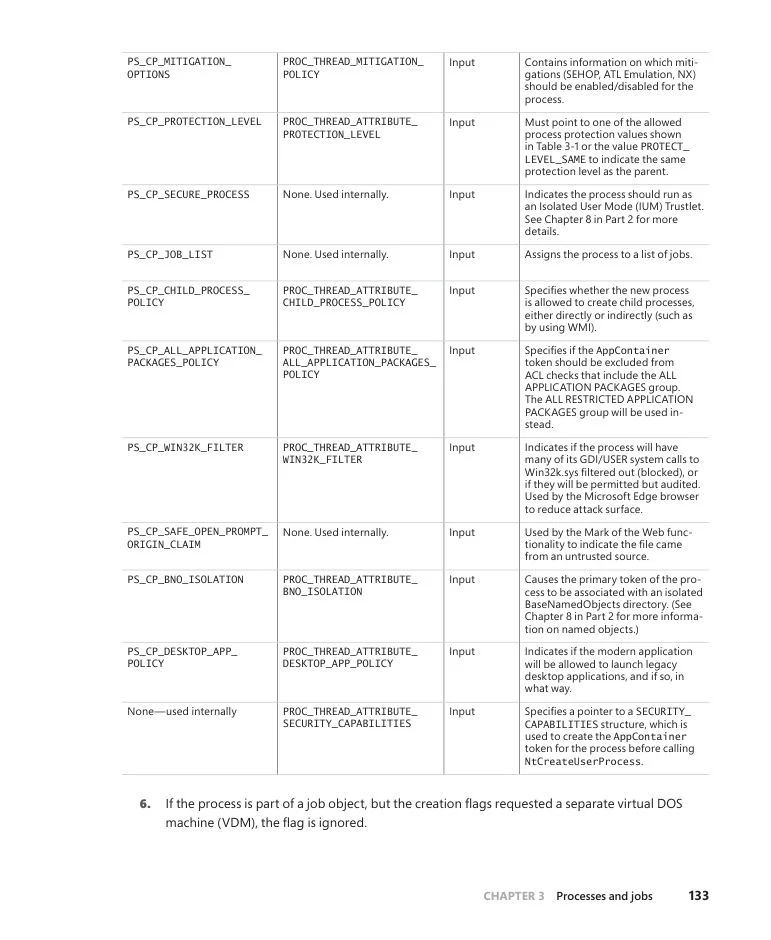 PS_CP_MITIGATION_
OPTIONS
PROC_THREAD_MITIGATION_
POLICY
Input
Contains information on which miti-
gations (SEHOP, ATL Emulation, NX)
should be enabled/disabled for the
process.
PS_CP_PROTECTION_LEVEL
PROC_THREAD_ATTRIBUTE_
PROTECTION_LEVEL
Input
Must point to one of the allowed
process protection values shown
in Table 3-1 or the value PROTECT_
LEVEL_SAME to indicate the same
protection level as the parent.
PS_CP_SECURE_PROCESS
None. Used internally.
Input
Indicates the process should run as
an Isolated User Mode (IUM) Trustlet.
See Chapter 8 in Part 2 for more
details.
PS_CP_JOB_LIST
None. Used internally.
Input
Assigns the process to a list of jobs.
PS_CP_CHILD_PROCESS_
POLICY
PROC_THREAD_ATTRIBUTE_
CHILD_PROCESS_POLICY
Input
Specifies whether the new process
is allowed to create child processes,
either directly or indirectly (such as
by using WMI).
PS_CP_ALL_APPLICATION_
PACKAGES_POLICY
PROC_THREAD_ATTRIBUTE_
ALL_APPLICATION_PACKAGES_
POLICY
Input
Specifies if the AppContainer
token should be excluded from
ACL checks that include the ALL
APPLICATION PACKAGES group.
The ALL RESTRICTED APPLICATION
PACKAGES group will be used in-
stead.
PS_CP_WIN32K_FILTER
PROC_THREAD_ATTRIBUTE_
WIN32K_FILTER
Input
Indicates if the process will have
many of its GDI/USER system calls to
Win32k.sys filtered out (blocked), or
if they will be permitted but audited.
Used by the Microsoft Edge browser
to reduce attack surface.
PS_CP_SAFE_OPEN_PROMPT_
ORIGIN_CLAIM
None. Used internally.
Input
Used by the Mark of the Web func-
tionality to indicate the file came
from an untrusted source.
PS_CP_BNO_ISOLATION
PROC_THREAD_ATTRIBUTE_
BNO_ISOLATION
Input
Causes the primary token of the pro-
cess to be associated with an isolated
BaseNamedObjects directory. (See
Chapter 8 in Part 2 for more informa-
tion on named objects.)
PS_CP_DESKTOP_APP_
POLICY
PROC_THREAD_ATTRIBUTE_
DESKTOP_APP_POLICY
Input
Indicates if the modern application
will be allowed to launch legacy
desktop applications, and if so, in
what way.
None—used internally
PROC_THREAD_ATTRIBUTE_
SECURITY_CAPABILITIES
Input
Specifies a pointer to a SECURITY_
CAPABILITIES structure, which is
used to create the AppContainer
token for the process before calling
NtCreateUserProcess.
6. If the process is part of a job object, but the creation flags requested a separate virtual DOS
machine (VDM), the flag is ignored.
CHAPTER 3 Processes and jobs 133